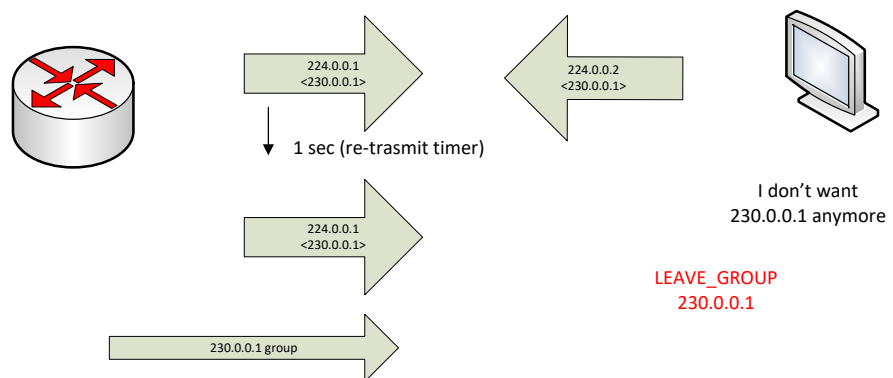 224.0.0.1
<230.0.0.1>
224.0.0.2
<230.0.0.1>
1 sec (re-trasmit timer)
I don't want
230.0.0.1 anymore
224.0.0.1
<230.0.0.1>
LEAVE_GROUP
230.0.0.1
230.0.0.1 group